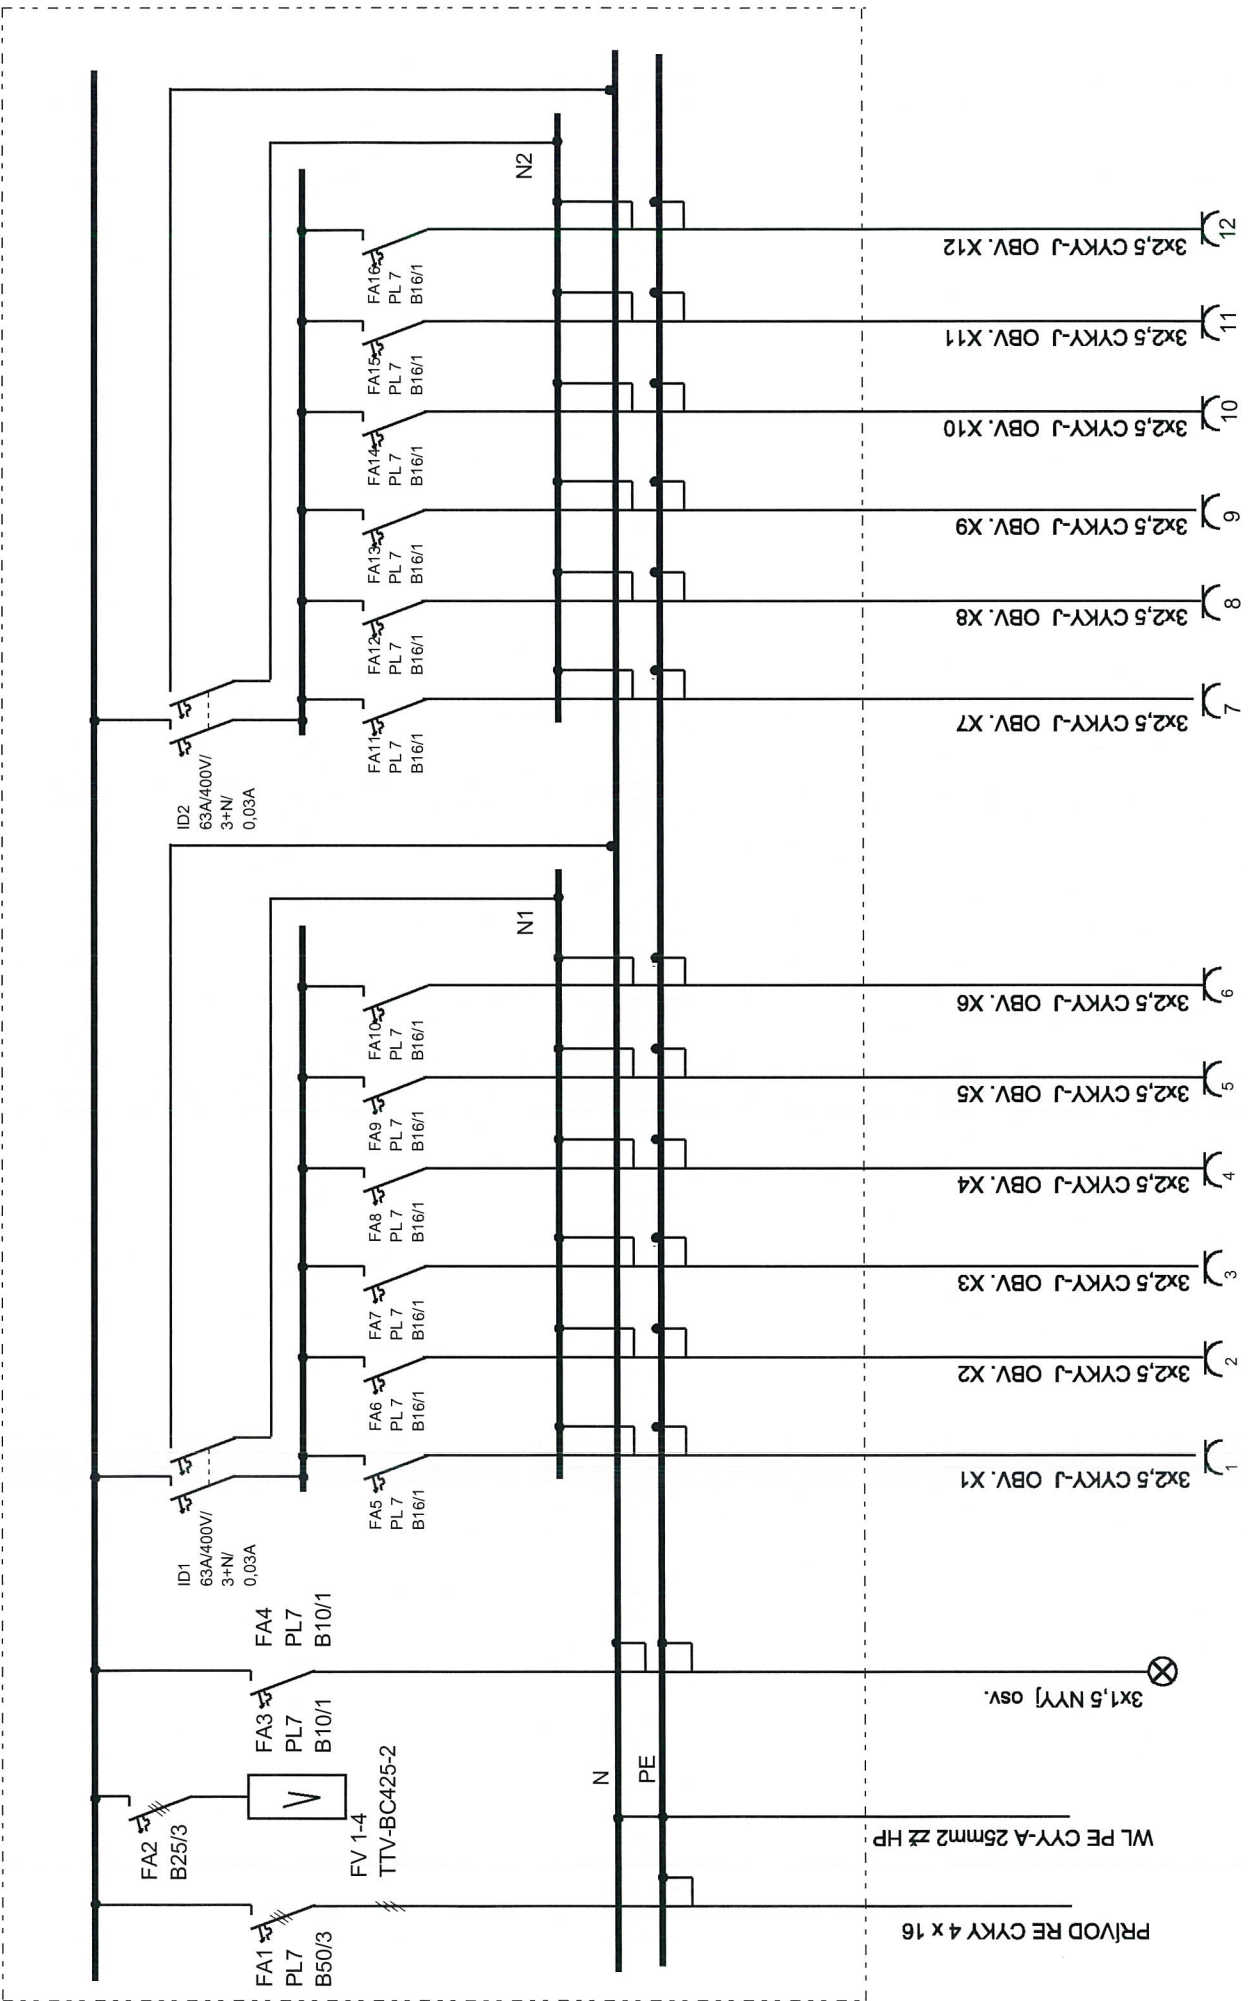 FA1
PL7
B50/3
FA2
B25/3
FV 1-4
TTV-BC425-2
V
FA3
PL7
B10/1
FA4
PL7
B10/1
ID1
63A/400V/
3+N/
0,03A
FA5
PL 7
B16/1
FA6
PL 7
B16/1
FA7
PL 7
B16/1
FA8
PL 7
B16/1
FA9
PL 7
B16/1
FA10
PL 7
B16/1
N1
ID2
63A/400V/
3+N/
0,03A
FA11
PL 7
B16/1
FA12
PL 7
B16/1
FA13
PL 7
B16/1
FA14
PL 7
B16/1
FA15
PL 7
B16/1
FA16
PL 7
B16/1
N2
N
PE
PRÍVOD RE CYKY 4 x 16
WL PE CYY-A 25mm2 zž HP
3x1,5 NYYj osv.
3x2,5 CYKY-J OBV. X1
3x2,5 CYKY-J OBV. X2
3x2,5 CYKY-J OBV. X3
3x2,5 CYKY-J OBV. X4
3x2,5 CYKY-J OBV. X5
3x2,5 CYKY-J OBV. X6
3x2,5 CYKY-J OBV. X7
3x2,5 CYKY-J OBV. X8
3x2,5 CYKY-J OBV. X9
3x2,5 CYKY-J OBV. X10
3x2,5 CYKY-J OBV. X11
3x2,5 CYKY-J OBV. X12
1
2
3
4
5
6
7
8
9
10
11
12